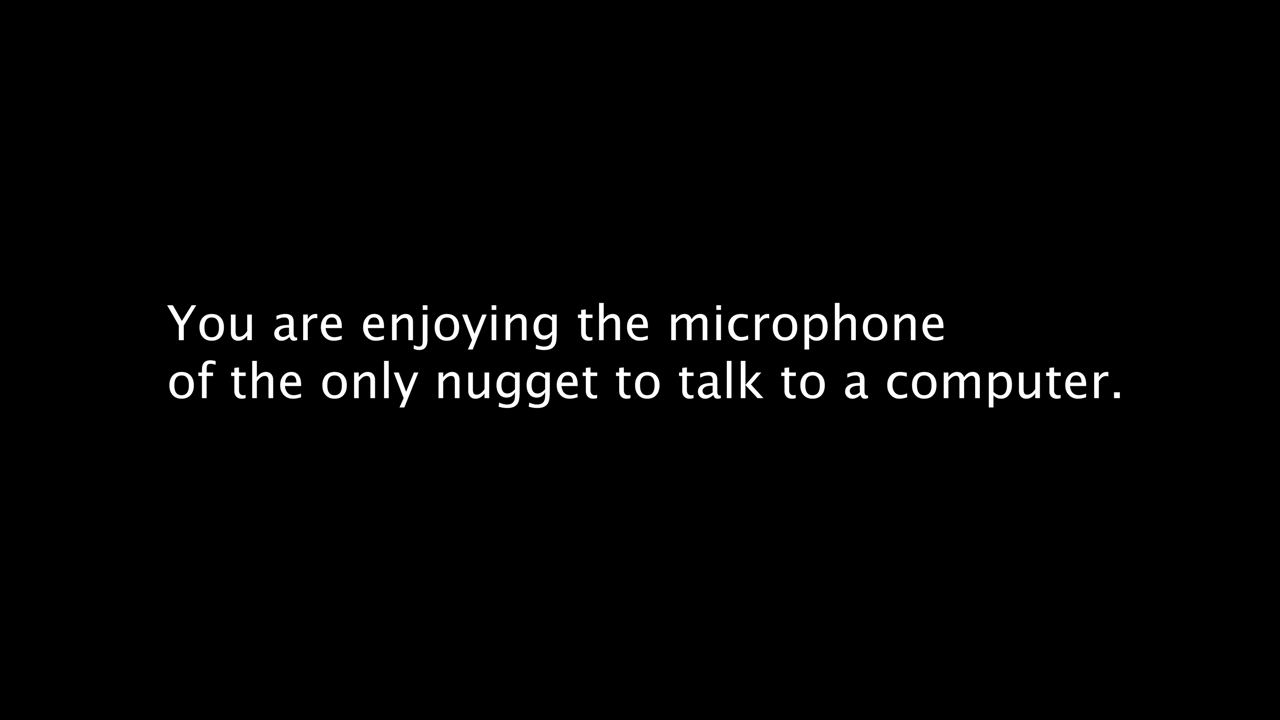 You are enjoying the microphone
of the only nugget to talk to a computer.